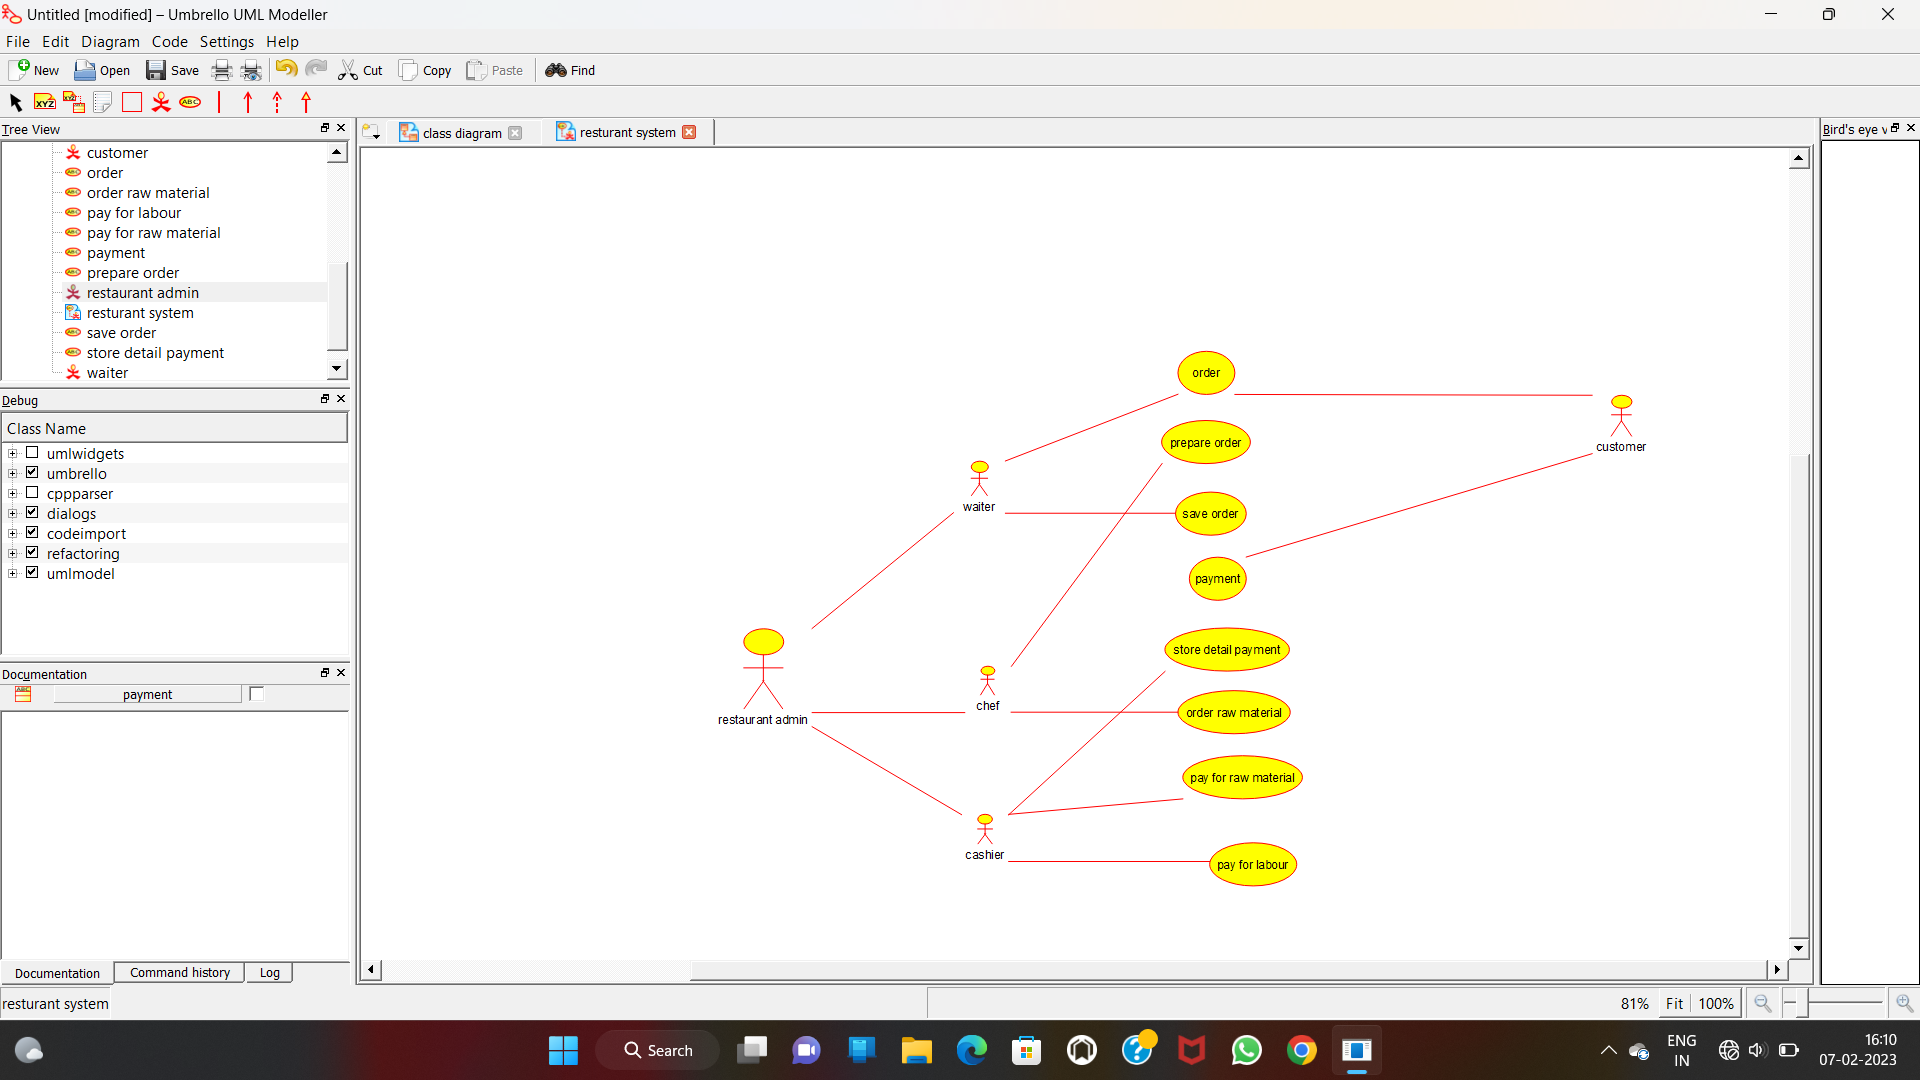 Untitled [modified] – Umbrello UML Modeller
File Edit Diagram Code Settings Help
New Open Save Cut Copy Paste Find
XYZ XYZ ABC
Tree View
customer
order
order raw material
pay for labour
pay for raw material
payment
prepare order
restaurant admin
resturant system
save order
store detail payment
waiter
Debug
Class Name
umlwidgets
umbrello
cppparser
dialogs
codeimport
refactoring
umlmodel
Documentation
payment
Documentation Command history Log
class diagram resturant system
Bird's eye v
order
prepare order
customer
waiter
save order
payment
store detail payment
chef
order raw material
restaurant admin
pay for raw material
cashier
pay for labour
resturant system
81% Fit 100%
Search
ENG
IN
16:10
07-02-2023